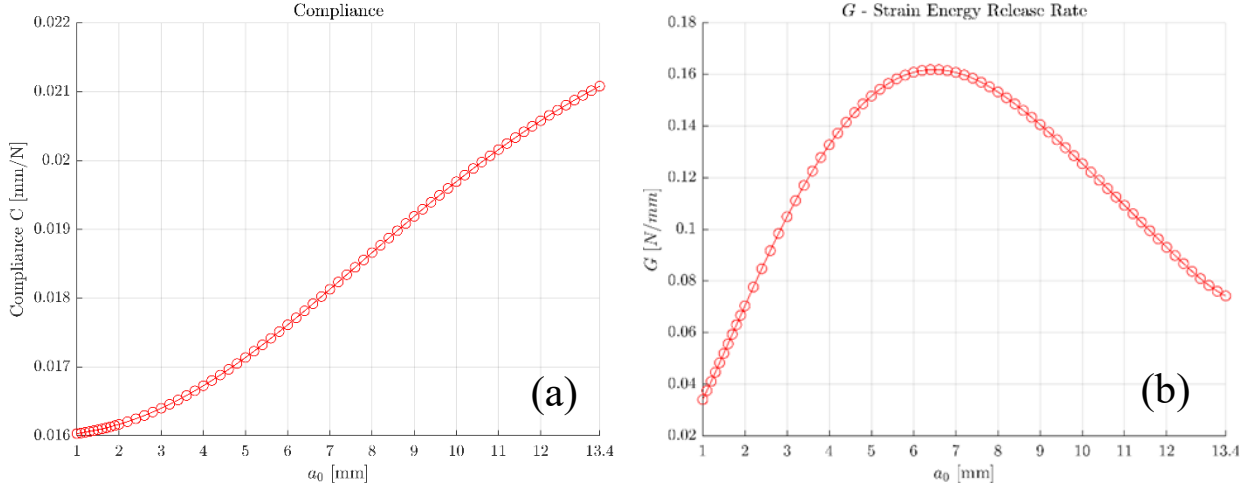 Compliance
0.022
0.021
0.02
0.019
0.018
0.017
0.016
Compliance C [mm/N]
1 2 3 4 5 6 7 8 9 10 11 12 13.4
a₀ [mm]
(a)
G - Strain Energy Release Rate
0.18
0.16
0.14
0.12
0.1
0.08
0.06
0.04
0.02
G [N/mm]
1 2 3 4 5 6 7 8 9 10 11 12 13.4
a₀ [mm]
(b)